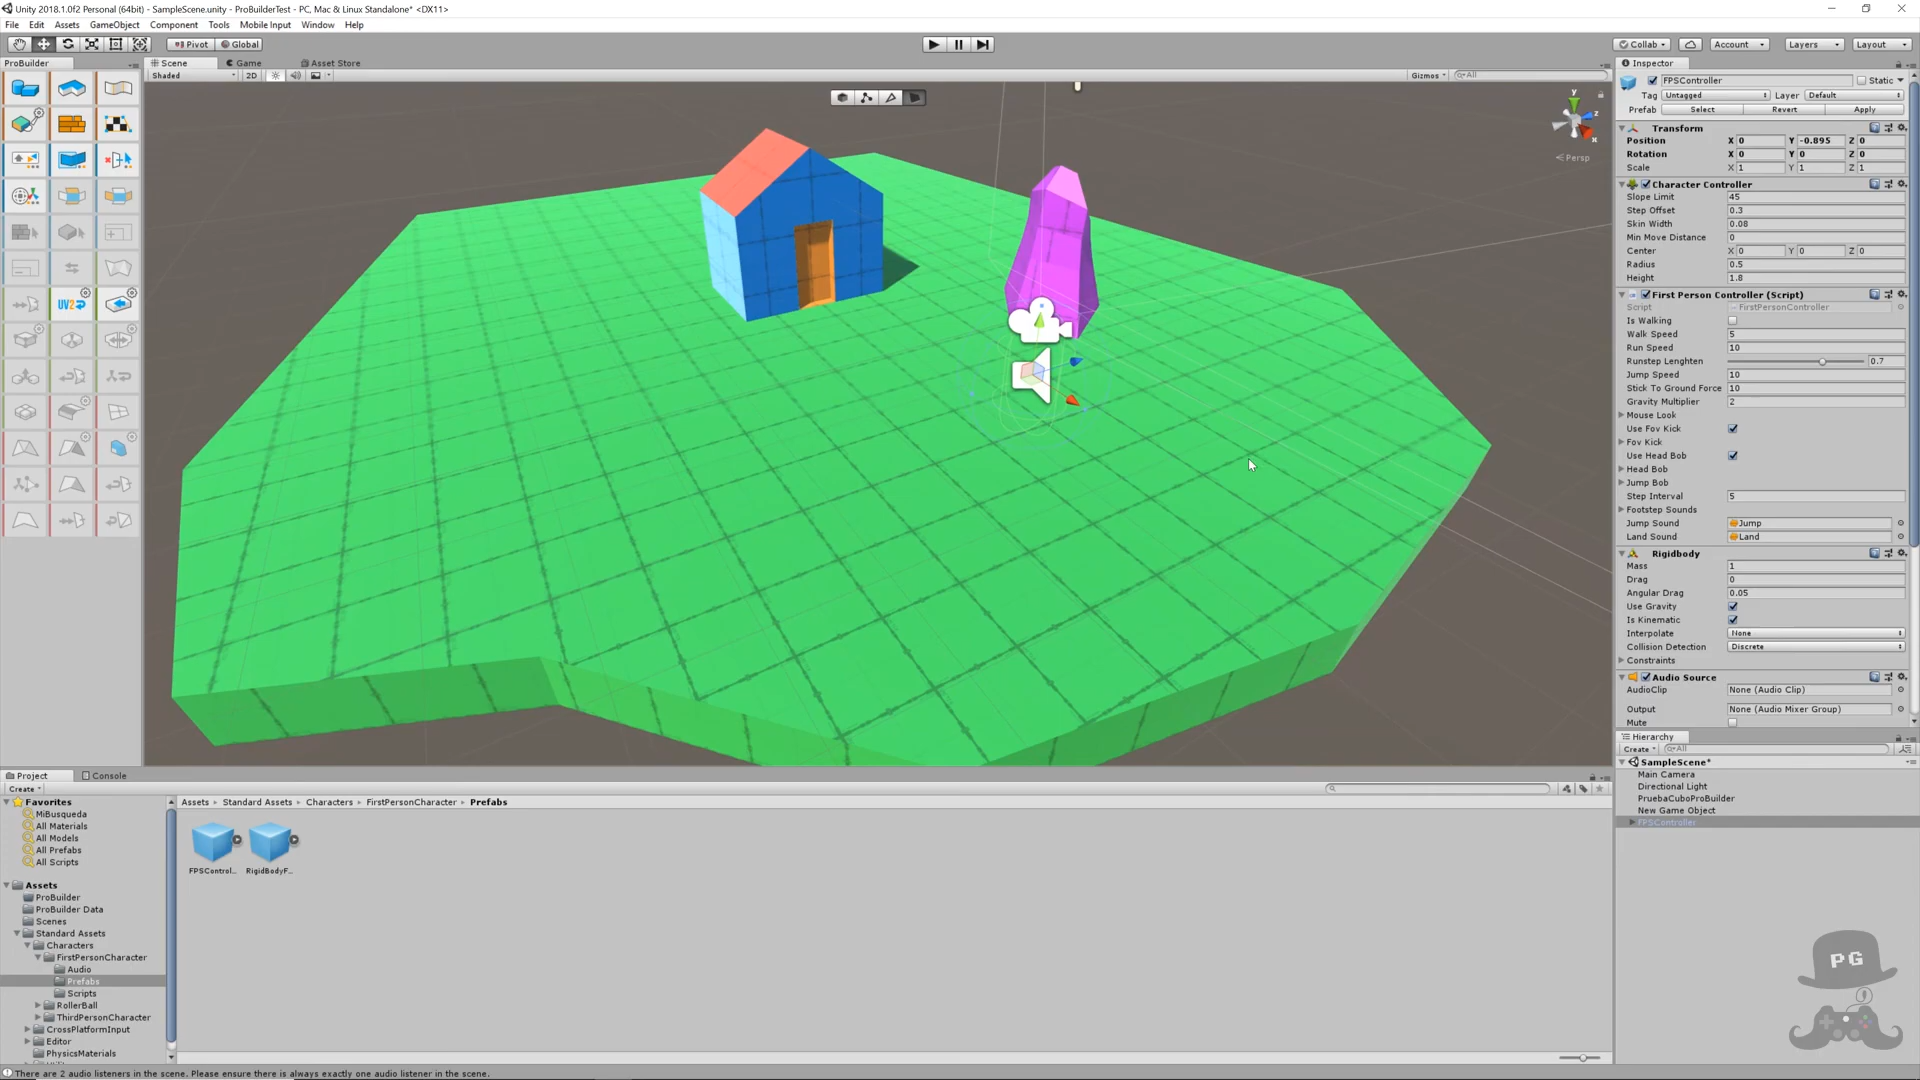 Unity 2018.1.0f2 Personal (64bit) - SampleScene.unity - ProBuilderTest - PC, Mac & Linux Standalone* <DX11>
File Edit Assets GameObject Component Tools Mobile Input Window Help
Pivot Global Collab Account Layers Layout
ProBuilder Scene Game Asset Store Inspector
Shaded 2D Gizmos All
FPSController Static
Tag Untagged Layer Default
Prefab Select Revert Apply
Transform
Position X 0 Y -0.895 Z 0
Rotation X 0 Y 0 Z 0
Scale X 1 Y 1 Z 1
y
z
x
Persp
Character Controller
Slope Limit 45
Step Offset 0.3
Skin Width 0.08
Min Move Distance 0
Center X 0 Y 0 Z 0
Radius 0.5
Height 1.8
UV2
First Person Controller (Script)
Script FirstPersonController
Is Walking
Walk Speed 5
Run Speed 10
Runstep Lenghten 0.7
Jump Speed 10
Stick To Ground Force 10
Gravity Multiplier 2
Mouse Look
Use Fov Kick
Fov Kick
Use Head Bob
Head Bob
Jump Bob
Step Interval 5
Footstep Sounds
Jump Sound Jump
Land Sound Land
Rigidbody
Mass 1
Drag 0
Angular Drag 0.05
Use Gravity
Is Kinematic
Interpolate None
Collision Detection Discrete
Constraints
Audio Source
AudioClip None (Audio Clip)
Output None (Audio Mixer Group)
Mute
Hierarchy
Create All
SampleScene*
Main Camera
Directional Light
PruebaCuboProBuilder
New Game Object
FPSController
Project Console
Create
Favorites
MiBusqueda
All Materials
All Models
All Prefabs
All Scripts
Assets
ProBuilder
ProBuilder Data
Scenes
Standard Assets
Characters
FirstPersonCharacter
Audio
Prefabs
Scripts
RollerBall
ThirdPersonCharacter
CrossPlatformInput
Editor
PhysicsMaterials
Assets Standard Assets Characters FirstPersonCharacter Prefabs
FPSControl... RigidBodyF...
PG
There are 2 audio listeners in the scene. Please ensure there is always exactly one audio listener in the scene.